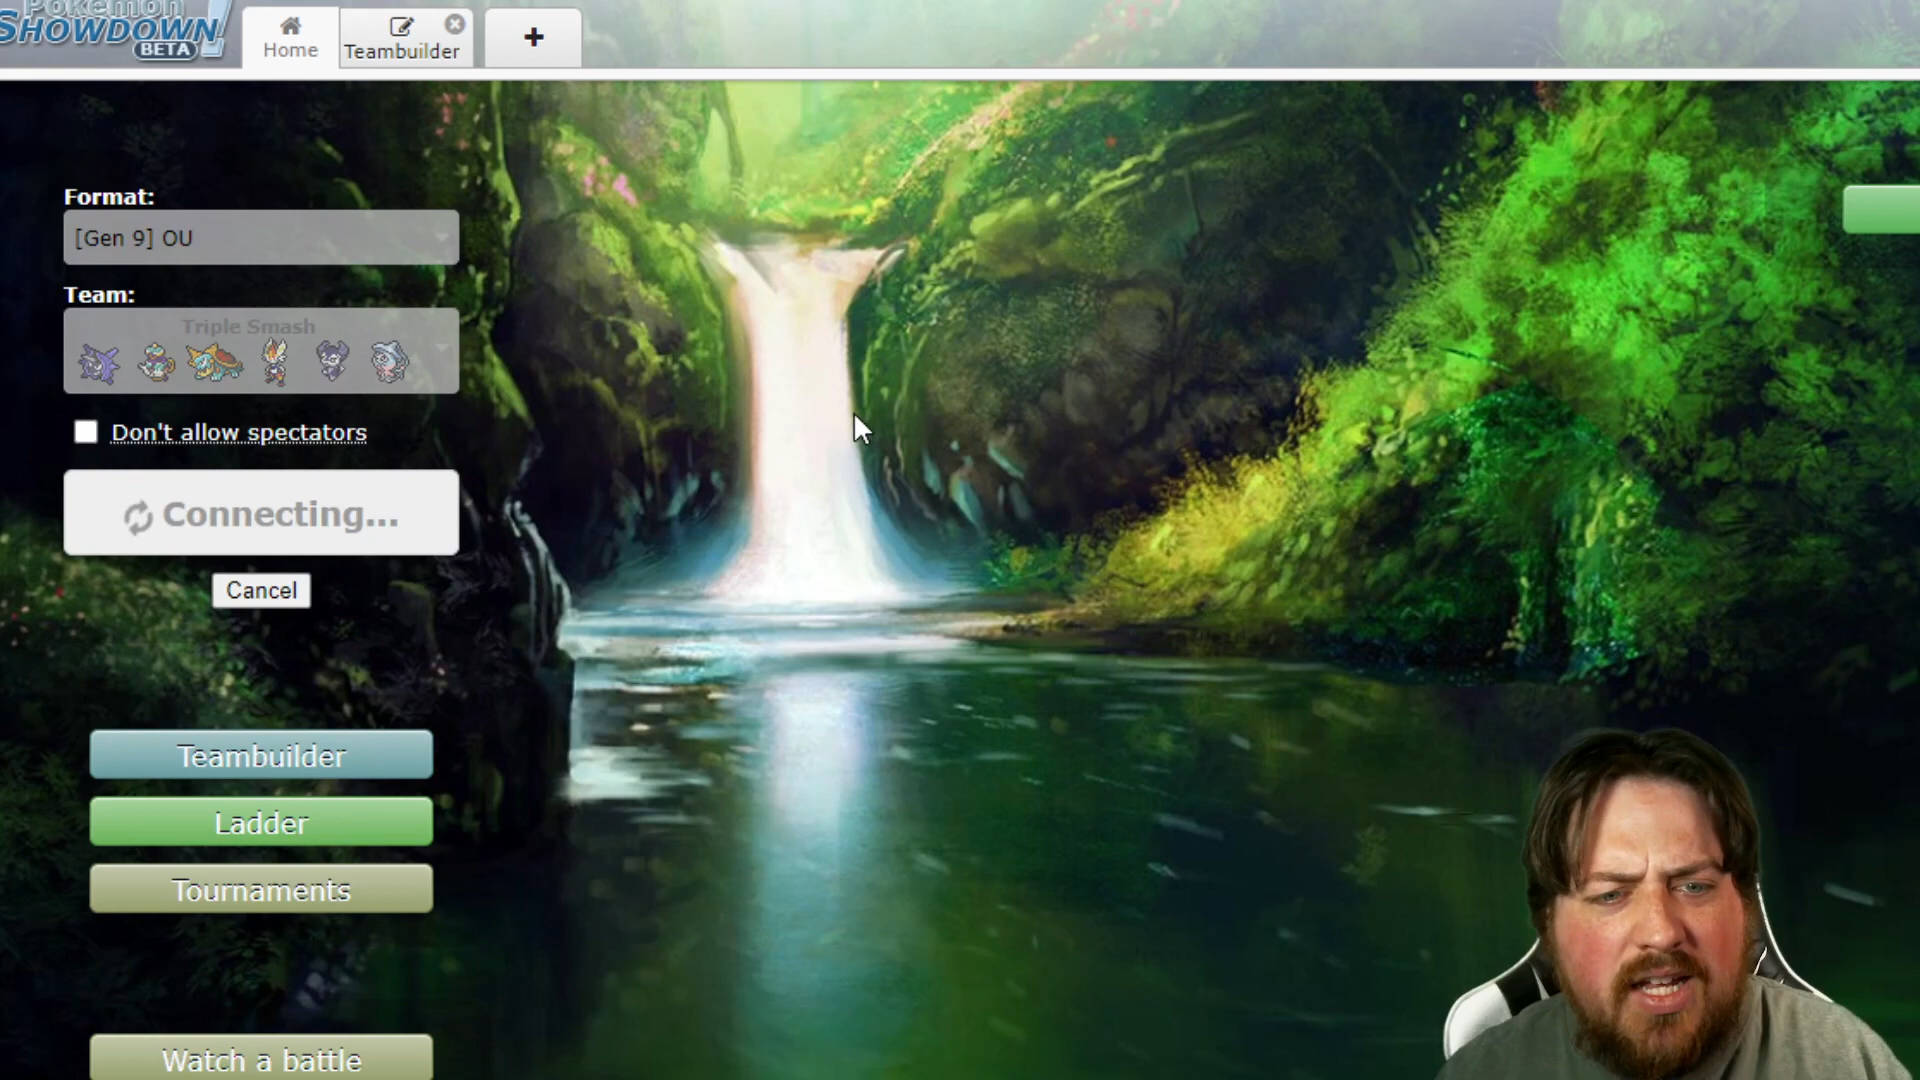 Pokémon
SHOWDOWN!
BETA
Home
Teambuilder
+
Format:
[Gen 9] OU
Team:
Triple Smash
Don't allow spectators
Connecting...
Cancel
Teambuilder
Ladder
Tournaments
Watch a battle